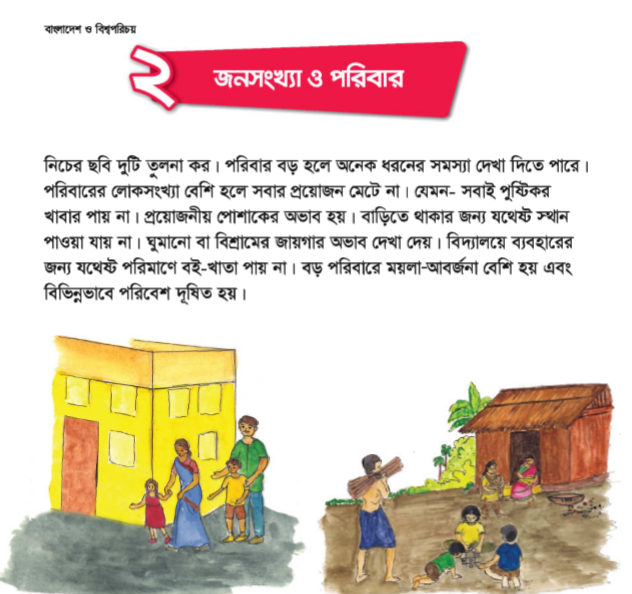 বাংলাদেশ ও বিশ্বপরিচয়
২ জনসংখ্যা ও পরিবার
নিচের ছবি দুটি তুলনা কর। পরিবার বড় হলে অনেক ধরনের সমস্যা দেখা দিতে পারে।
পরিবারের লোকসংখ্যা বেশি হলে সবার প্রয়োজন মেটে না। যেমন- সবাই পুষ্টিকর
খাবার পায় না। প্রয়োজনীয় পোশাকের অভাব হয়। বাড়িতে থাকার জন্য যথেষ্ট স্থান
পাওয়া যায় না। ঘুমানো বা বিশ্রামের জায়গার অভাব দেখা দেয়। বিদ্যালয়ে ব্যবহারের
জন্য যথেষ্ট পরিমাণে বই-খাতা পায় না। বড় পরিবারে ময়লা-আবর্জনা বেশি হয় এবং
বিভিন্নভাবে পরিবেশ দূষিত হয়।